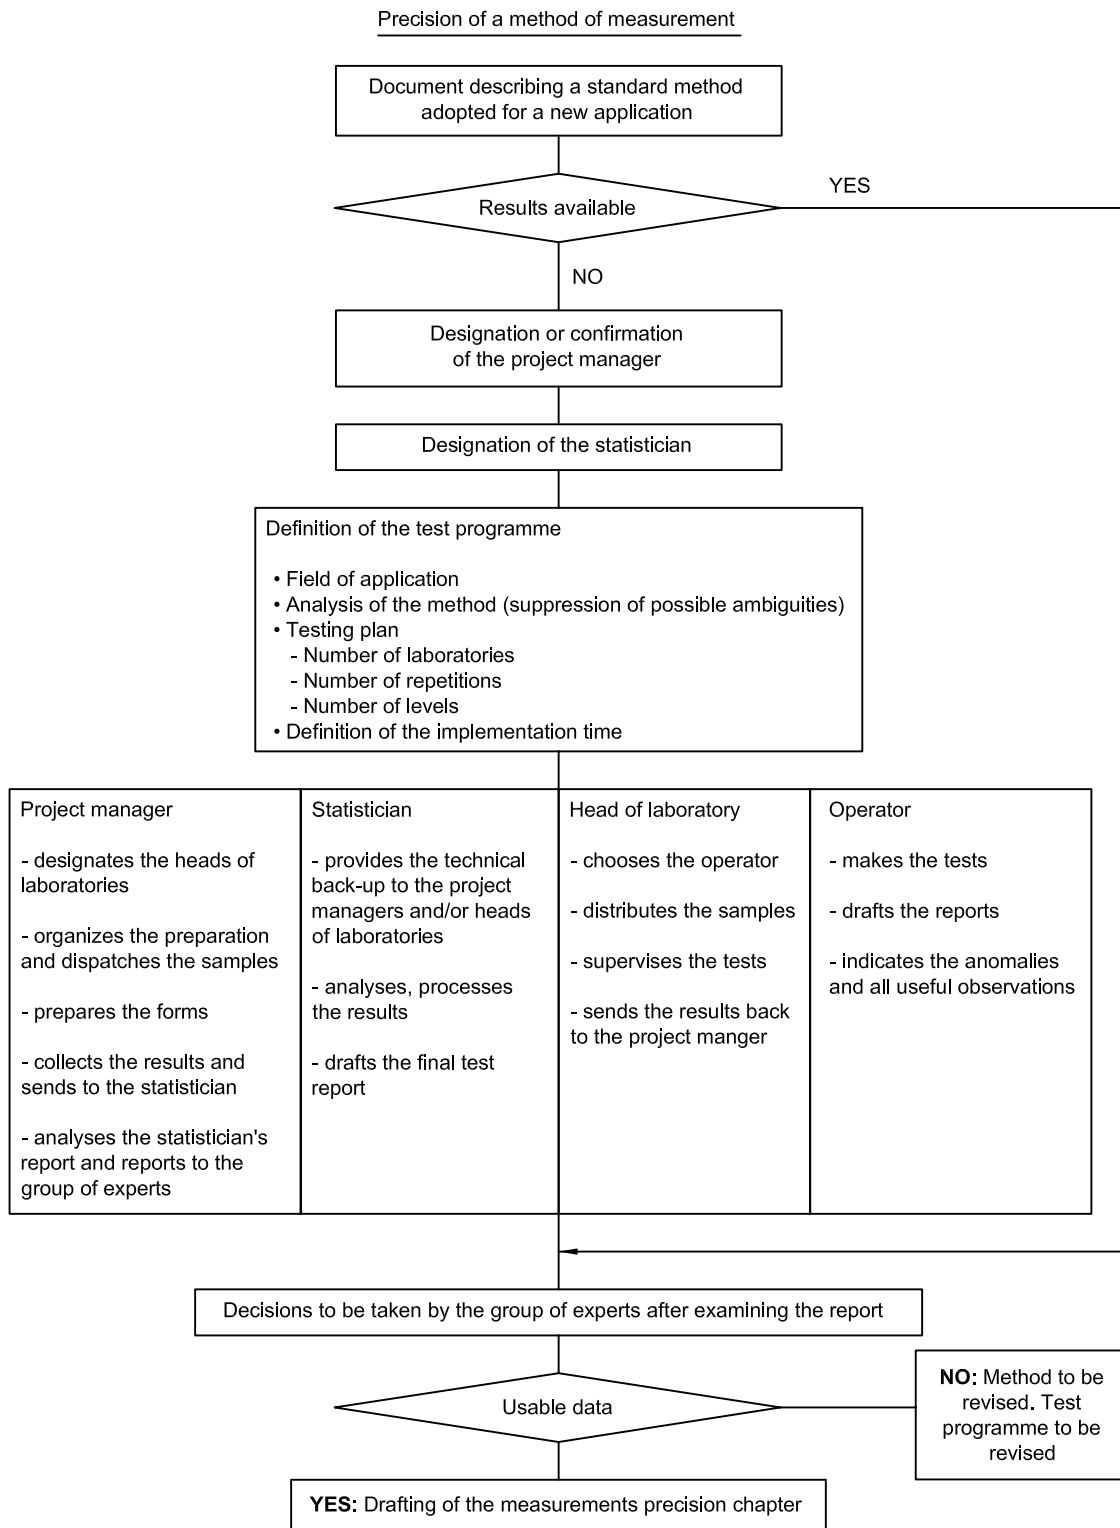 Precision of a method of measurement
Document describing a standard method
adopted for a new application
Results available
YES
NO
Designation or confirmation
of the project manager
Designation of the statistician
Definition of the test programme
• Field of application
• Analysis of the method (suppression of possible ambiguities)
• Testing plan
- Number of laboratories
- Number of repetitions
- Number of levels
• Definition of the implementation time
Project manager
- designates the heads of
laboratories
- organizes the preparation
and dispatches the samples
- prepares the forms
- collects the results and
sends to the statistician
- analyses the statistician's
report and reports to the
group of experts
Statistician
- provides the technical
back-up to the project
managers and/or heads
of laboratories
- analyses, processes
the results
- drafts the final test
report
Head of laboratory
- chooses the operator
- distributes the samples
- supervises the tests
- sends the results back
to the project manger
Operator
- makes the tests
- drafts the reports
- indicates the anomalies
and all useful observations
Decisions to be taken by the group of experts after examining the report
Usable data
NO: Method to be
revised. Test
programme to be
revised
YES: Drafting of the measurements precision chapter